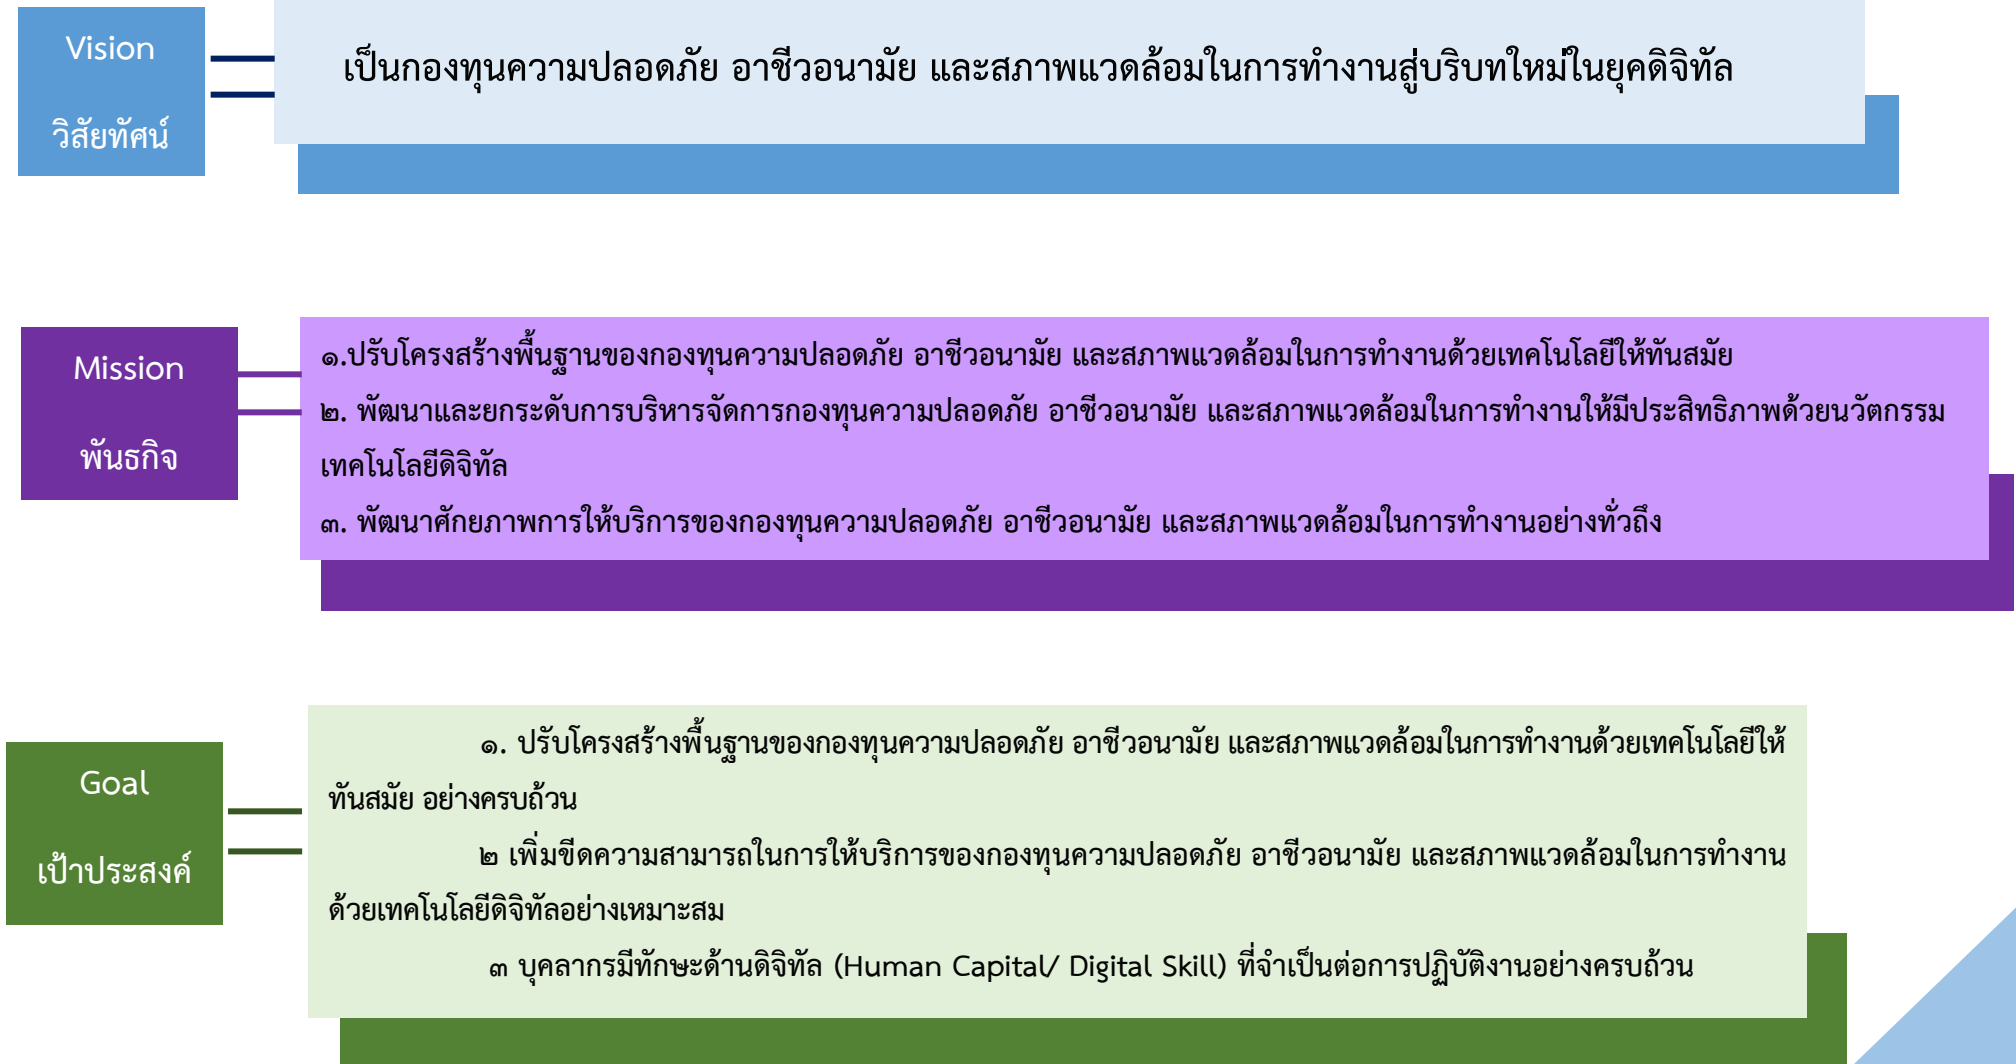 Vision
วิสัยทัศน์
เป็นกองทุนความปลอดภัย อาชีวอนามัย และสภาพแวดล้อมในการทำงานสู่บริบทใหม่ในยุคดิจิทัล
Mission
พันธกิจ
๑.ปรับโครงสร้างพื้นฐานของกองทุนความปลอดภัย อาชีวอนามัย และสภาพแวดล้อมในการทำงานด้วยเทคโนโลยีให้ทันสมัย
๒. พัฒนาและยกระดับการบริหารจัดการกองทุนความปลอดภัย อาชีวอนามัย และสภาพแวดล้อมในการทำงานให้มีประสิทธิภาพด้วยนวัตกรรม
เทคโนโลยีดิจิทัล
๓. พัฒนาศักยภาพการให้บริการของกองทุนความปลอดภัย อาชีวอนามัย และสภาพแวดล้อมในการทำงานอย่างทั่วถึง
Goal
เป้าประสงค์
๑. ปรับโครงสร้างพื้นฐานของกองทุนความปลอดภัย อาชีวอนามัย และสภาพแวดล้อมในการทำงานด้วยเทคโนโลยีให้
ทันสมัย อย่างครบถ้วน
๒ เพิ่มขีดความสามารถในการให้บริการของกองทุนความปลอดภัย อาชีวอนามัย และสภาพแวดล้อมในการทำงาน
ด้วยเทคโนโลยีดิจิทัลอย่างเหมาะสม
๓ บุคลากรมีทักษะด้านดิจิทัล (Human Capital/ Digital Skill) ที่จำเป็นต่อการปฏิบัติงานอย่างครบถ้วน